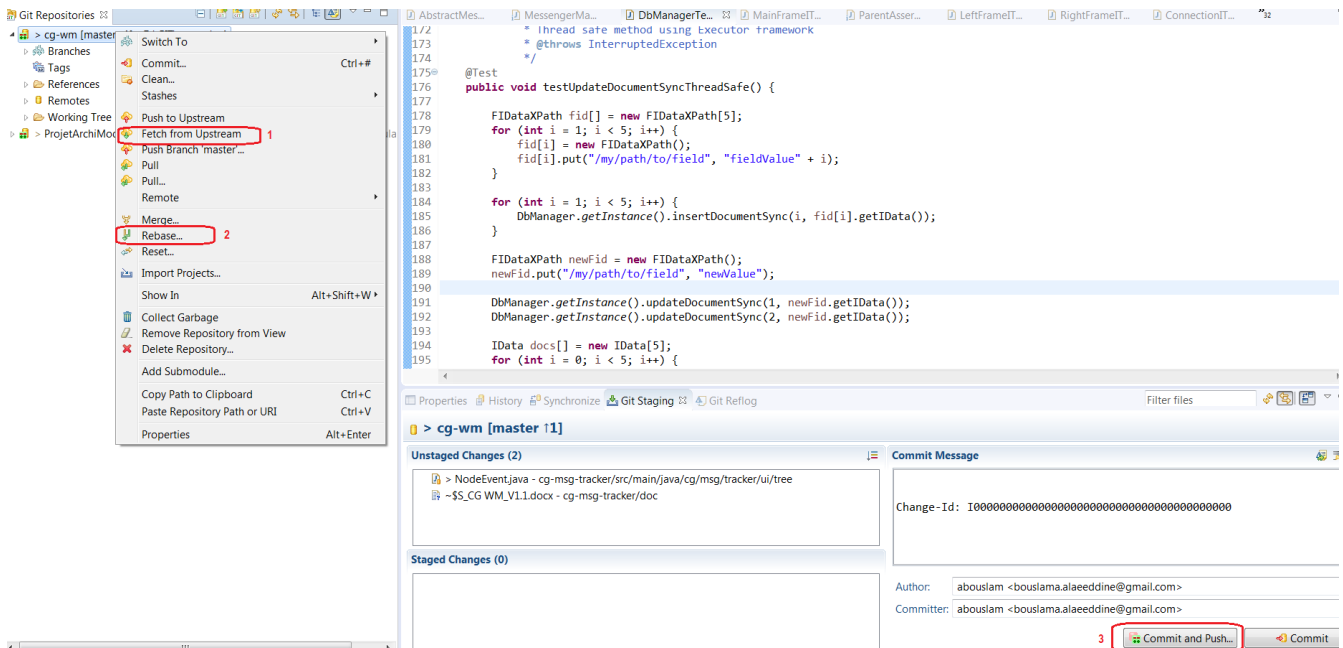 Git Repositories
> cg-wm [master
Branches
Tags
References
Remotes
Working Tree
> ProjetArchiMod
Switch To
Commit... Ctrl+#
Clean...
Stashes
Push to Upstream
Fetch from Upstream 1
Push Branch 'master'...
Pull
Pull...
Remote
Merge...
Rebase... 2
Reset...
Import Projects...
Show In Alt+Shift+W
Collect Garbage
Remove Repository from View
Delete Repository...
Add Submodule...
Copy Path to Clipboard Ctrl+C
Paste Repository Path or URI Ctrl+V
Properties Alt+Enter
AbstractMes... MessengerMa... DbManagerTe... MainFrameIT... ParentAsser... LeftFrameIT... RightFrameIT... ConnectionIT... »32
172 * Thread safe method using Executor framework
173 * @throws InterruptedException
174 */
175 @Test
176 public void testUpdateDocumentSyncThreadSafe() {
177
178 FIDataXPath fid[] = new FIDataXPath[5];
179 for (int i = 1; i < 5; i++) {
180 fid[i] = new FIDataXPath();
181 fid[i].put("/my/path/to/field", "fieldValue" + i);
182 }
183
184 for (int i = 1; i < 5; i++) {
185 DbManager.getInstance().insertDocumentSync(i, fid[i].getIData());
186 }
187
188 FIDataXPath newFid = new FIDataXPath();
189 newFid.put("/my/path/to/field", "newValue");
190
191 DbManager.getInstance().updateDocumentSync(1, newFid.getIData());
192 DbManager.getInstance().updateDocumentSync(2, newFid.getIData());
193
194 IData docs[] = new IData[5];
195 for (int i = 0; i < 5; i++) {
Properties History Synchronize Git Staging Git Reflog Filter files
> cg-wm [master ↑1]
Unstaged Changes (2)
> NodeEvent.java - cg-msg-tracker/src/main/java/cg/msg/tracker/ui/tree
~$S_CG WM_V1.1.docx - cg-msg-tracker/doc
Staged Changes (0)
Commit Message
Change-Id: I0000000000000000000000000000000000000000
Author: abouslam <bouslama.alaeeddine@gmail.com>
Committer: abouslam <bouslama.alaeeddine@gmail.com>
3 Commit and Push... Commit